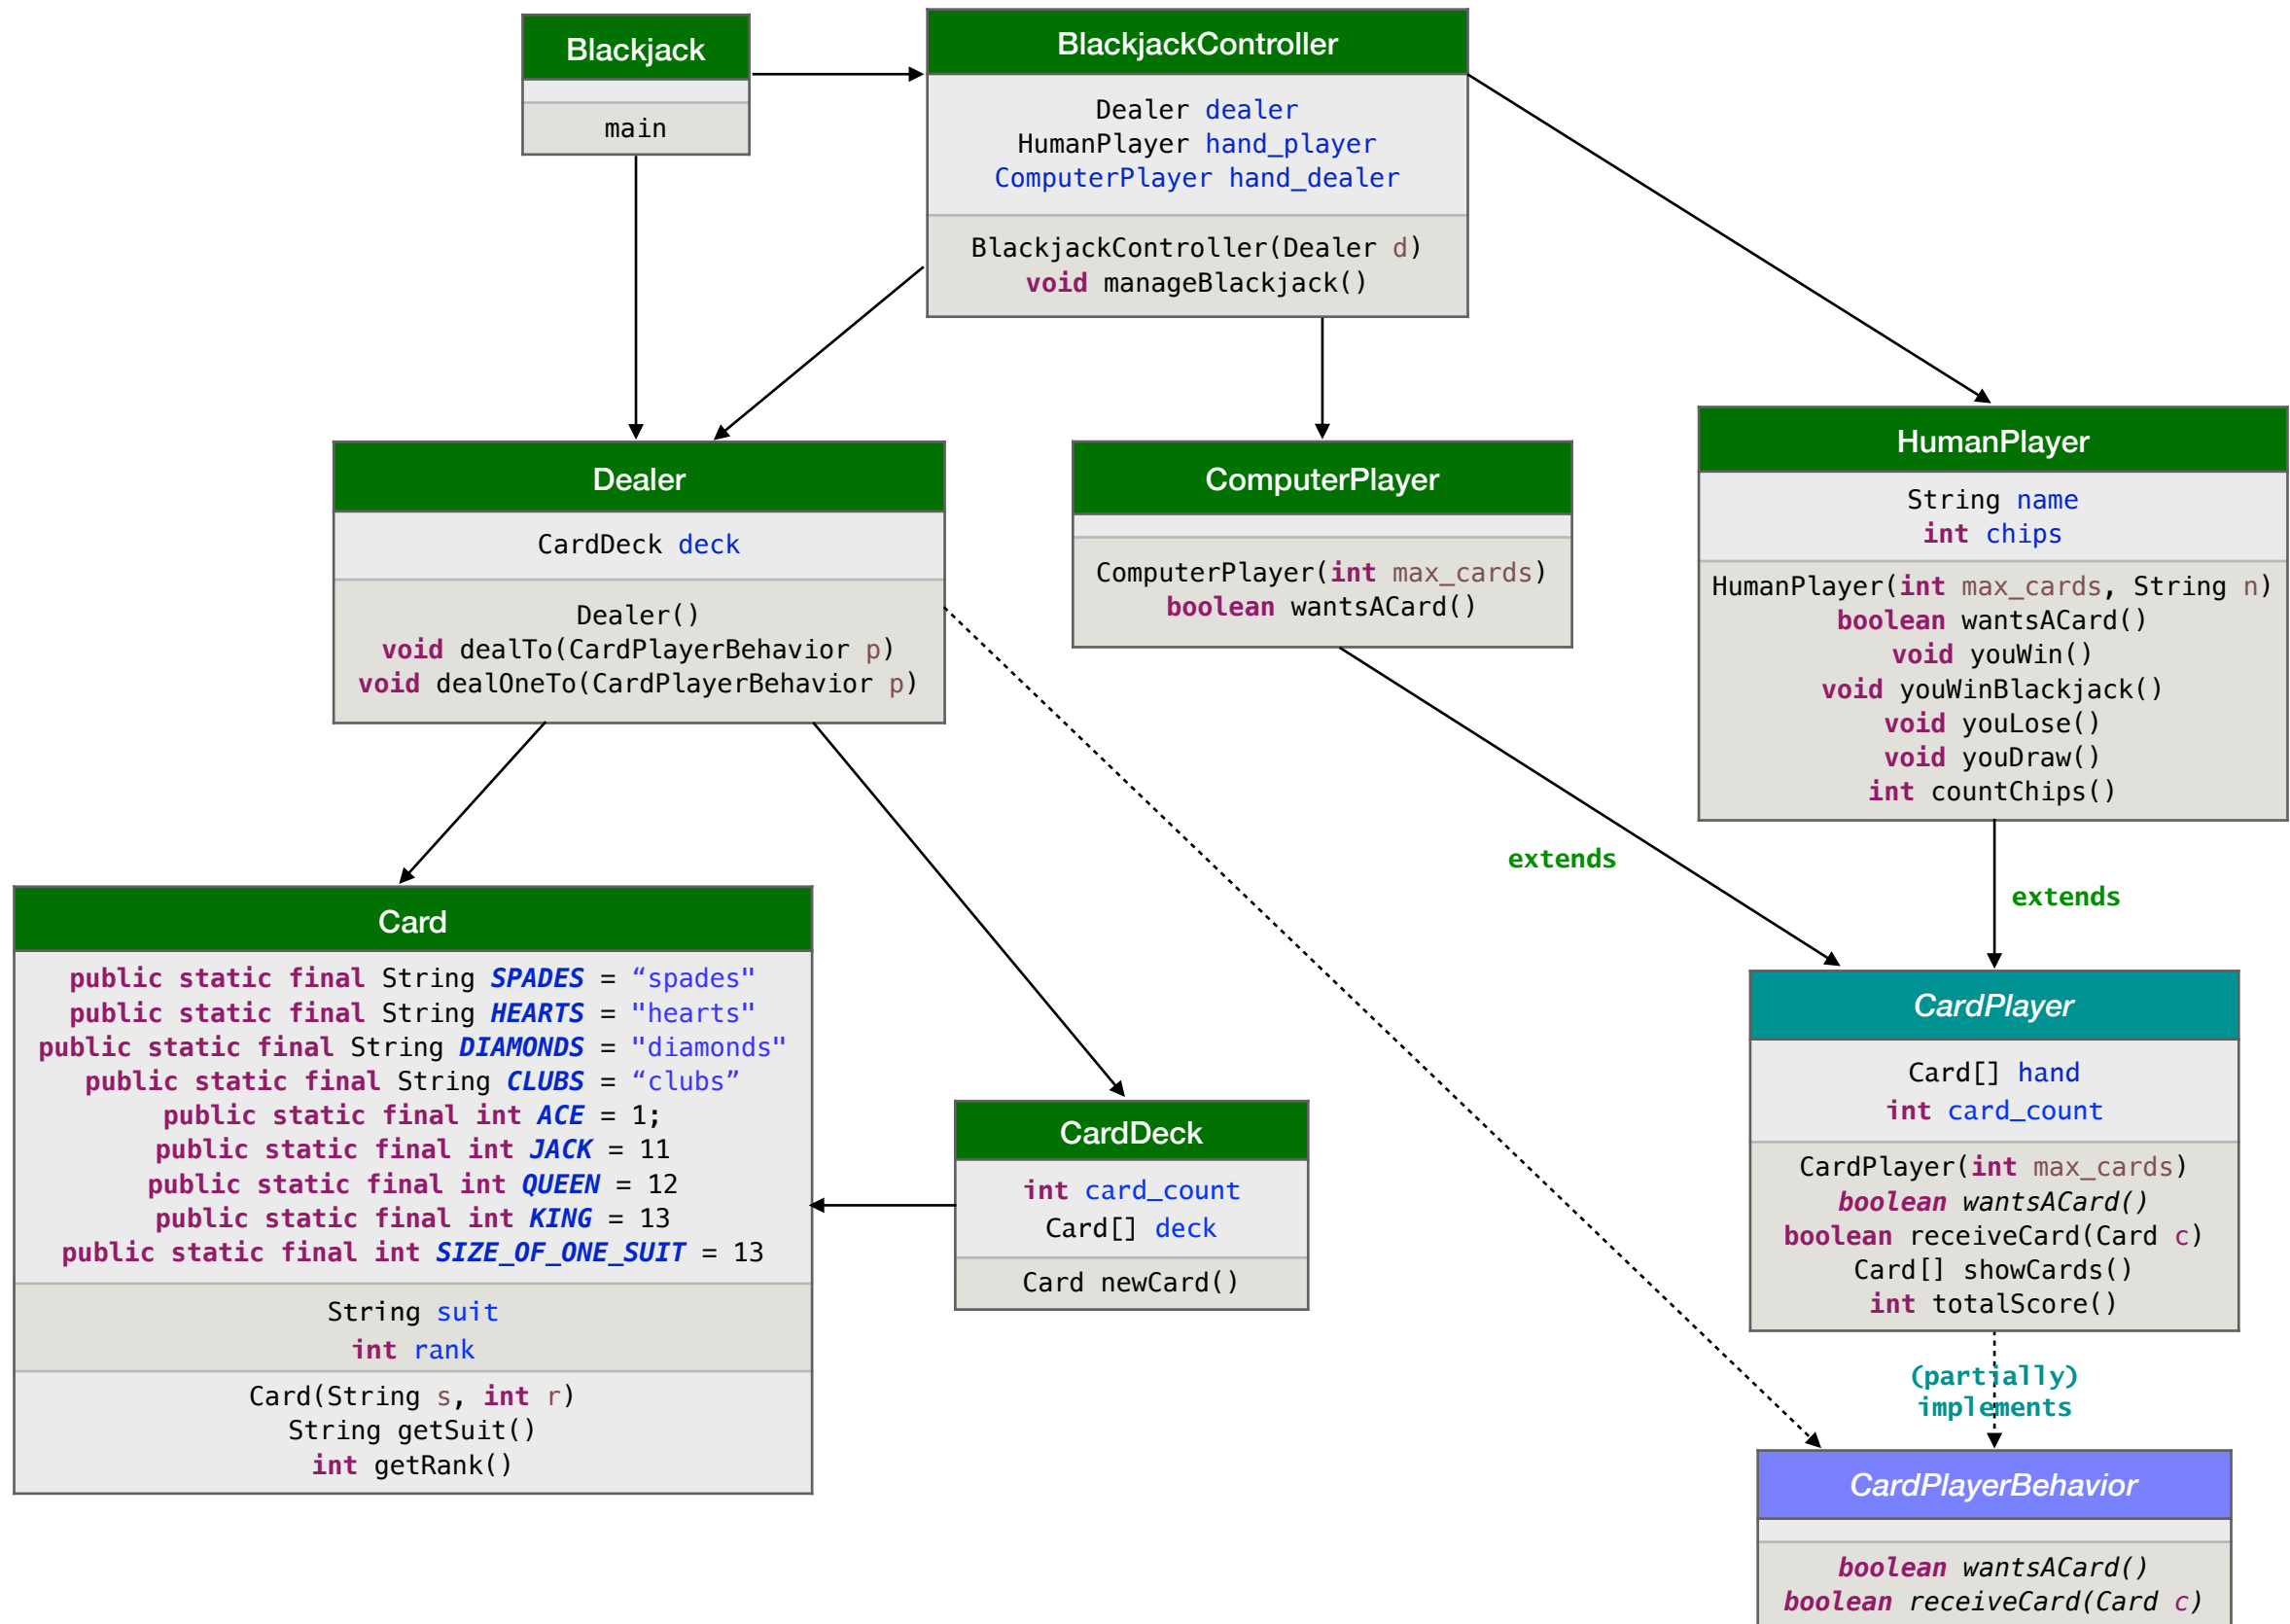 Blackjack
main
BlackjackController
Dealer dealer
HumanPlayer hand_player
ComputerPlayer hand_dealer
BlackjackController(Dealer d)
void manageBlackjack()
Dealer
CardDeck deck
Dealer()
void dealTo(CardPlayerBehavior p)
void dealOneTo(CardPlayerBehavior p)
ComputerPlayer
ComputerPlayer(int max_cards)
boolean wantsACard()
HumanPlayer
String name
int chips
HumanPlayer(int max_cards, String n)
boolean wantsACard()
void youWin()
void youWinBlackjack()
void youLose()
void youDraw()
int countChips()
extends
extends
Card
public static final String SPADES = “spades"
public static final String HEARTS = "hearts"
public static final String DIAMONDS = "diamonds"
public static final String CLUBS = “clubs”
public static final int ACE = 1;
public static final int JACK = 11
public static final int QUEEN = 12
public static final int KING = 13
public static final int SIZE_OF_ONE_SUIT = 13
String suit
int rank
Card(String s, int r)
String getSuit()
int getRank()
CardDeck
int card_count
Card[] deck
Card newCard()
CardPlayer
Card[] hand
int card_count
CardPlayer(int max_cards)
boolean wantsACard()
boolean receiveCard(Card c)
Card[] showCards()
int totalScore()
(partially)
implements
CardPlayerBehavior
boolean wantsACard()
boolean receiveCard(Card c)